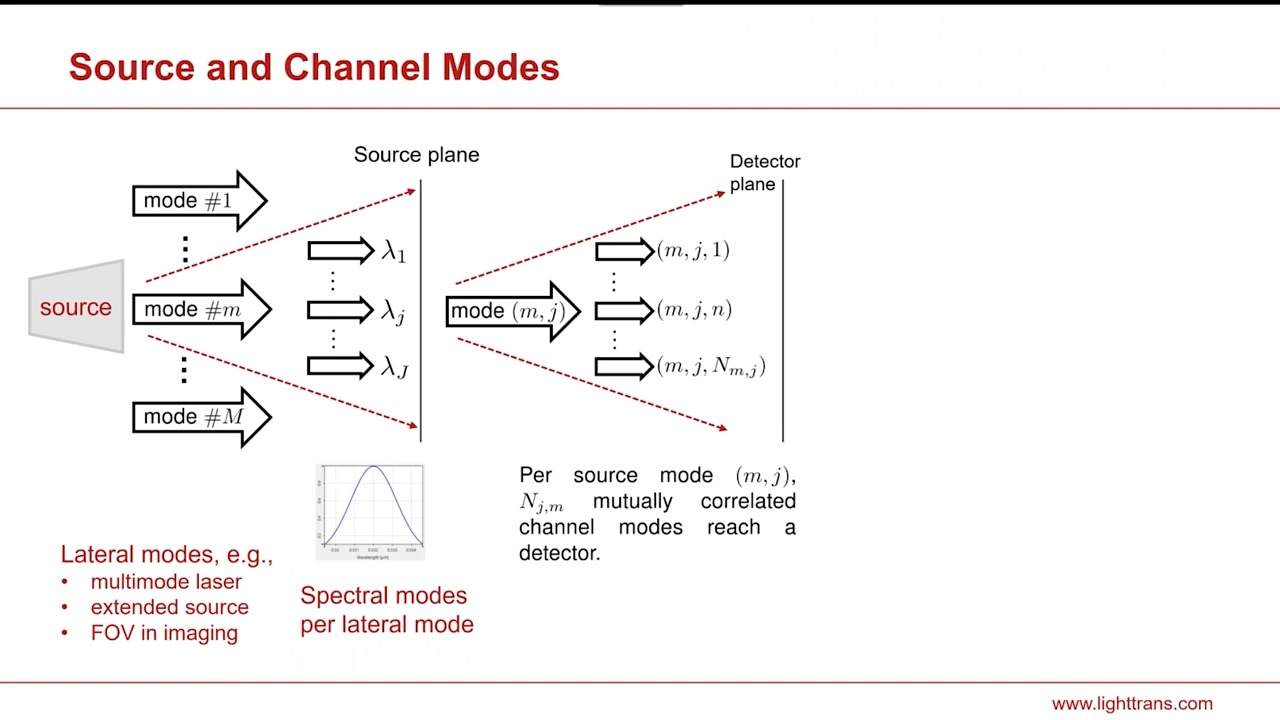 Source and Channel Modes
Source plane
Detector
plane
mode #1
mode #m
mode #M
source
λ1
λj
λJ
mode (m, j)
(m, j, 1)
(m, j, n)
(m, j, Nm,j)
Per source mode (m, j),
Nj,m mutually correlated
channel modes reach a
detector.
Wavelength [µm]
Lateral modes, e.g.,
• multimode laser
• extended source
• FOV in imaging
Spectral modes
per lateral mode
www.lighttrans.com